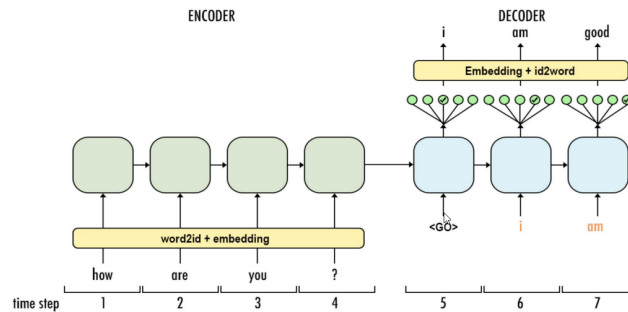 ENCODER DECODER
i am good
Embedding + id2word
<GO> i am
word2id + embedding
how are you ?
time step 1 2 3 4 5 6 7